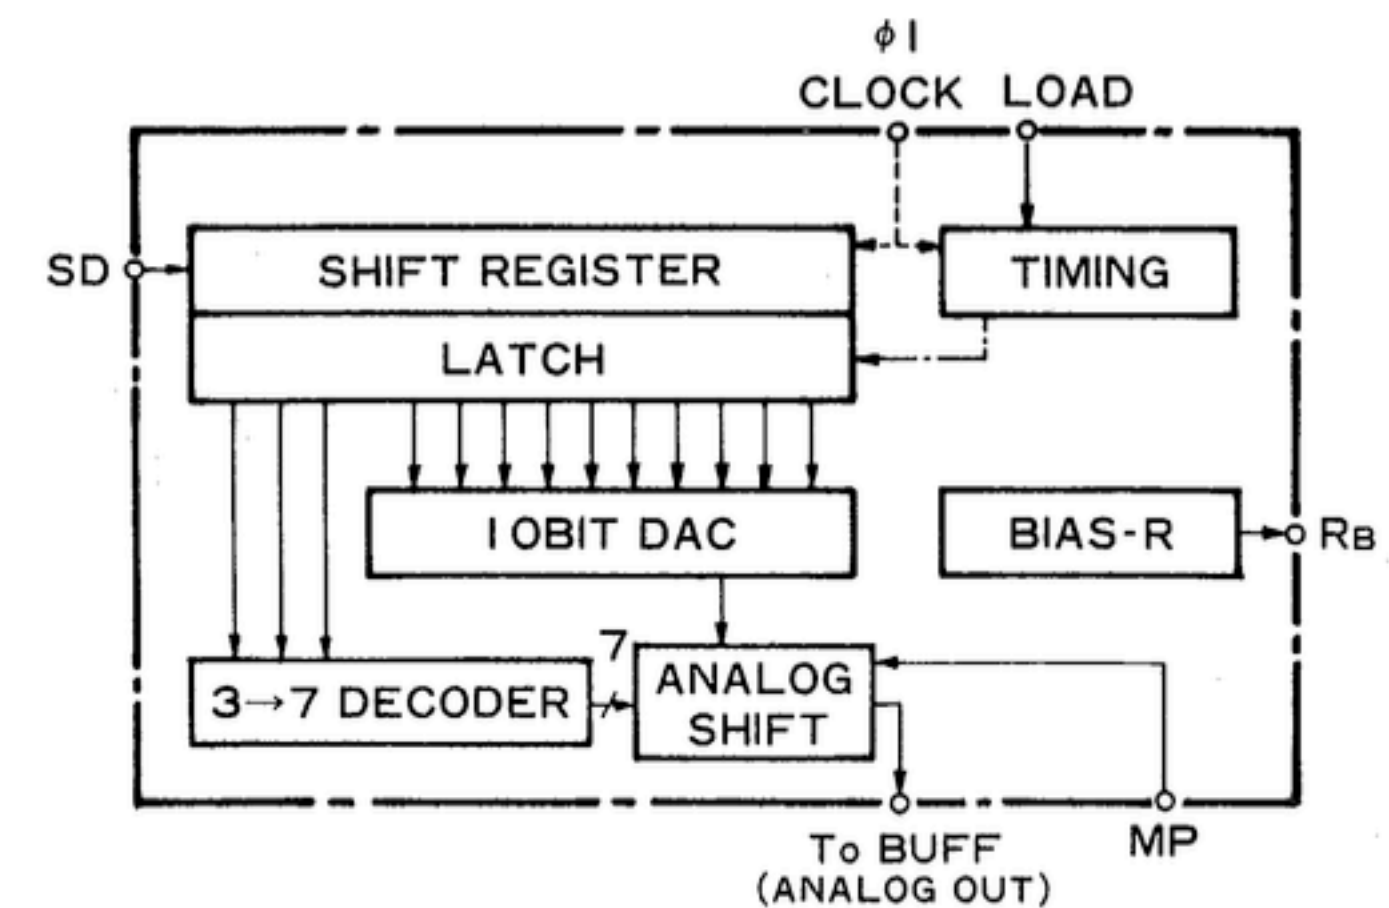 φ1
CLOCK LOAD
SD
SHIFT REGISTER
TIMING
LATCH
10BIT DAC
BIAS-R
RB
7
3→7 DECODER
ANALOG
SHIFT
To BUFF
(ANALOG OUT)
MP